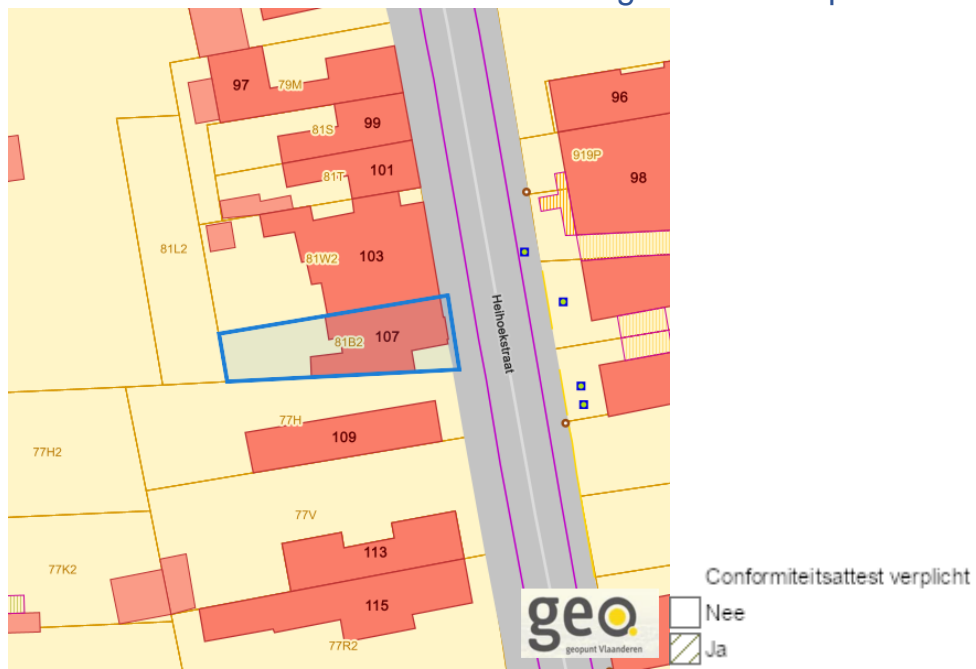 97
79M
96
99
81S
919P
101
81T
98
81L2
81W2
103
Heihoekstraat
81B2
107
77H
109
77H2
77V
113
77K2
115
77R2
geo.
geopunt Vlaanderen
Conformiteitsattest verplicht
Nee
Ja